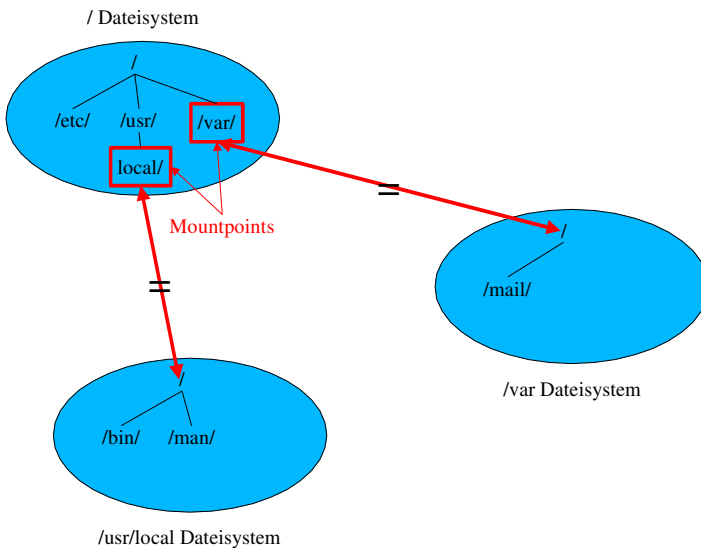 / Dateisystem
/
/etc/ /usr/ /var/
local/
Mountpoints
=
/
/mail/
/var Dateisystem
=
/
/bin/ /man/
/usr/local Dateisystem